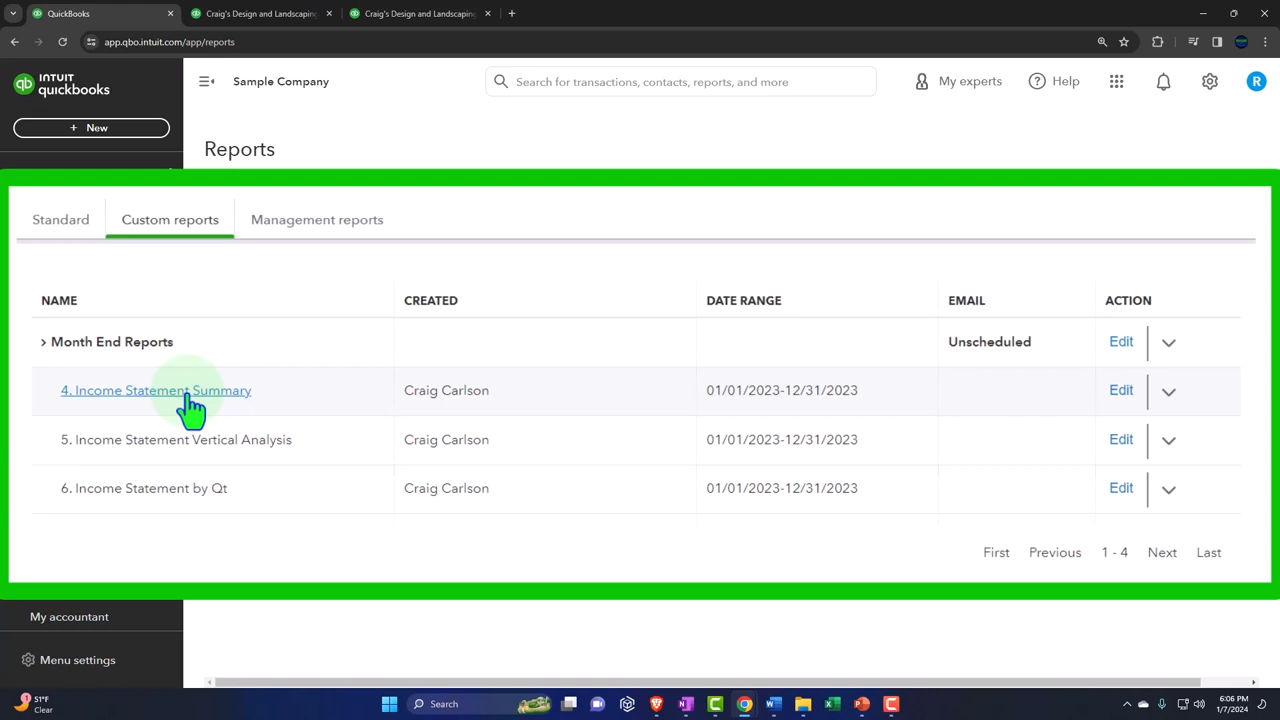 QuickBooks
Craig's Design and Landscaping
Craig's Design and Landscaping
app.qbo.intuit.com/app/reports
INTUIT
quickbooks
Sample Company
Search for transactions, contacts, reports, and more
My experts
Help
R
+ New
Reports
Standard
Custom reports
Management reports
NAME CREATED DATE RANGE EMAIL ACTION
Month End Reports Unscheduled Edit
4. Income Statement Summary Craig Carlson 01/01/2023-12/31/2023 Edit
5. Income Statement Vertical Analysis Craig Carlson 01/01/2023-12/31/2023 Edit
6. Income Statement by Qt Craig Carlson 01/01/2023-12/31/2023 Edit
First Previous 1 - 4 Next Last
My accountant
Menu settings
1
51°F
Clear
Search
6:06 PM
1/7/2024